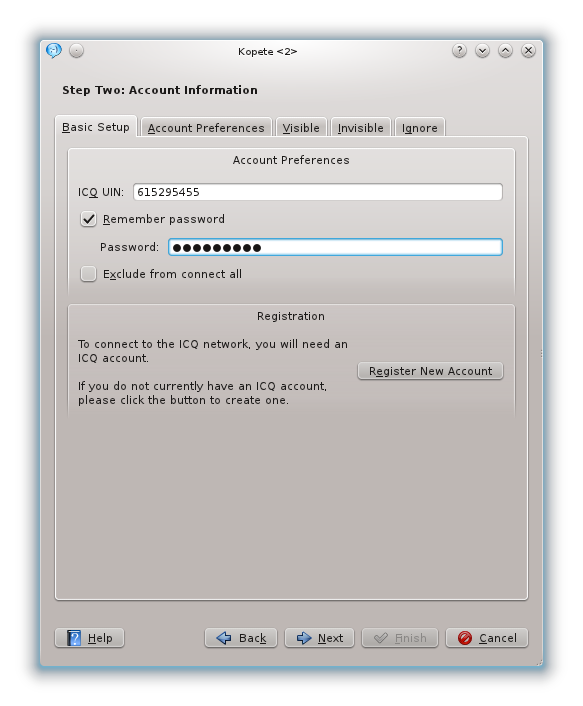 Kopete <2>
Step Two: Account Information
Basic Setup
Account Preferences
Visible
Invisible
Ignore
Account Preferences
ICQ UIN:
615295455
Remember password
Password:
●●●●●●●●●
Exclude from connect all
Registration
To connect to the ICQ network, you will need an
ICQ account.
If you do not currently have an ICQ account,
please click the button to create one.
Register New Account
Help
Back
Next
Finish
Cancel